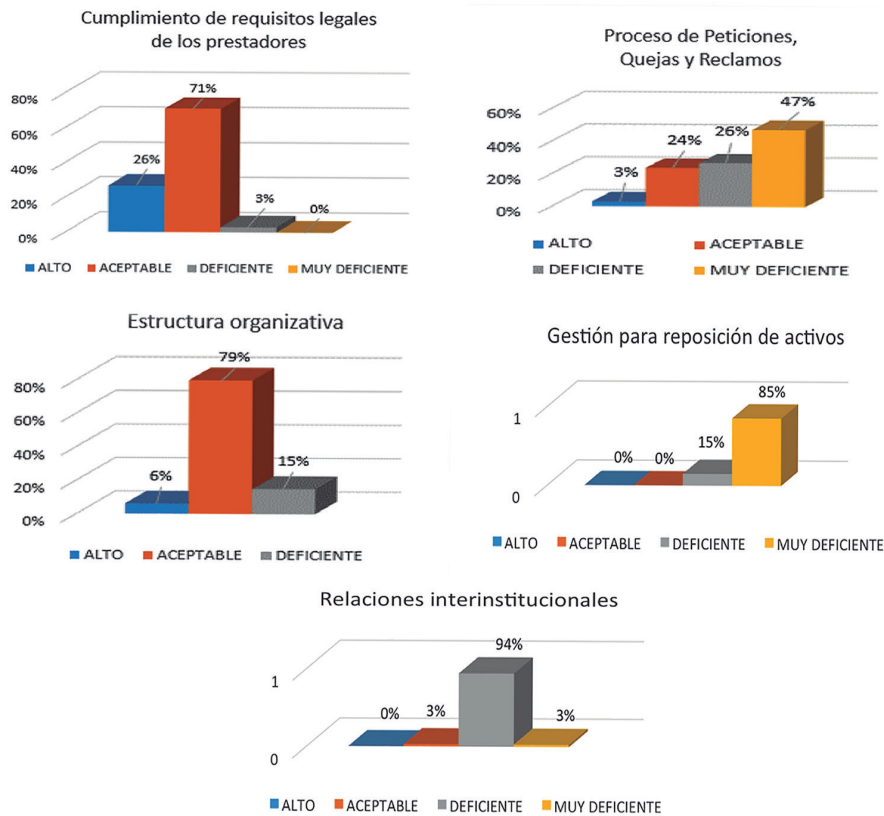 Cumplimiento de requisitos legales
de los prestadores
80%
60%
40%
20%
0%
26%
71%
3%
0%
ALTO ACEPTABLE DEFICIENTE MUY DEFICIENTE
Proceso de Peticiones,
Quejas y Reclamos
60%
40%
20%
0%
3%
24%
26%
47%
ALTO ACEPTABLE
DEFICIENTE MUY DEFICIENTE
Estructura organizativa
80%
60%
40%
20%
0%
6%
79%
15%
ALTO ACEPTABLE DEFICIENTE
Gestión para reposición de activos
1
0
0%
0%
15%
85%
ALTO ACEPTABLE DEFICIENTE MUY DEFICIENTE
Relaciones interinstitucionales
1
0
0%
3%
94%
3%
ALTO ACEPTABLE DEFICIENTE MUY DEFICIENTE